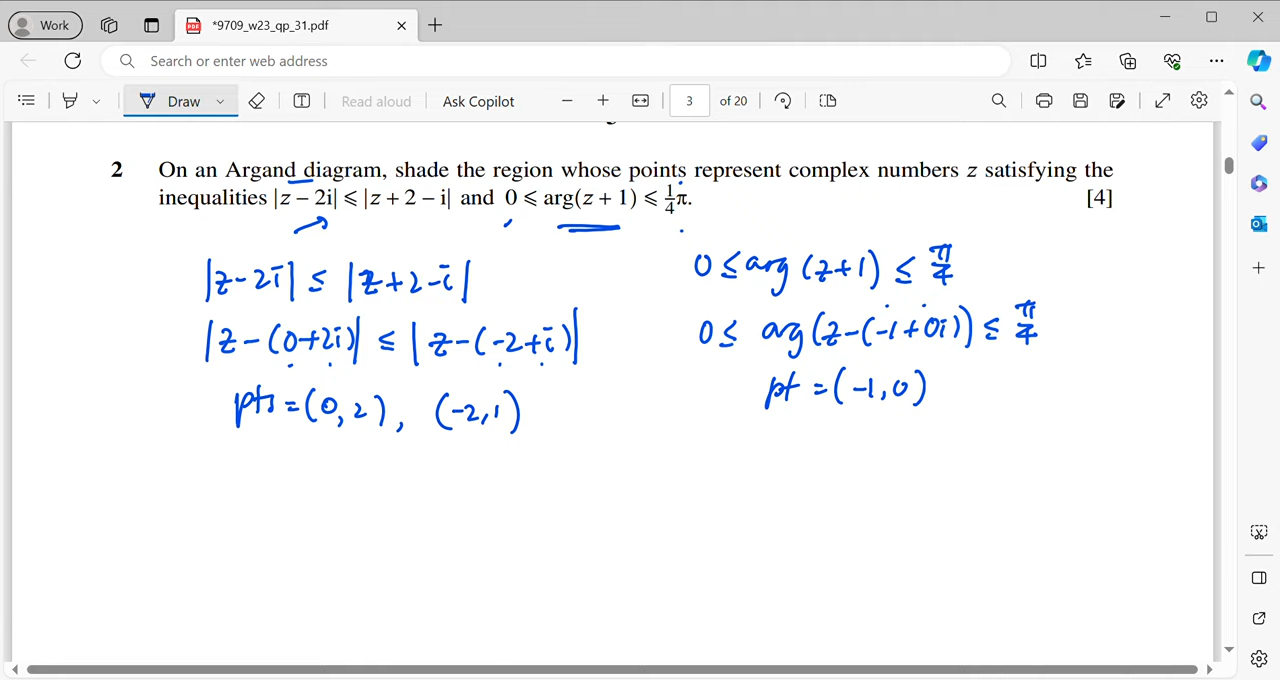 Work
*9709_w23_qp_31.pdf
Search or enter web address
Draw
Read aloud
Ask Copilot
3
of 20
2 On an Argand diagram, shade the region whose points represent complex numbers z satisfying the
inequalities |z − 2i| ⩽ |z + 2 − i| and 0 ⩽ arg(z + 1) ⩽ ¼π. [4]
|z-2i| ≤ |z+2-i|
0 ≤ arg (z+1) ≤ π/4
|z-(0+2i)| ≤ |z-(-2+i)|
0 ≤ arg(z-(-1+0i)) ≤ π/4
pts = (0,2), (-2,1)
pt = (-1,0)